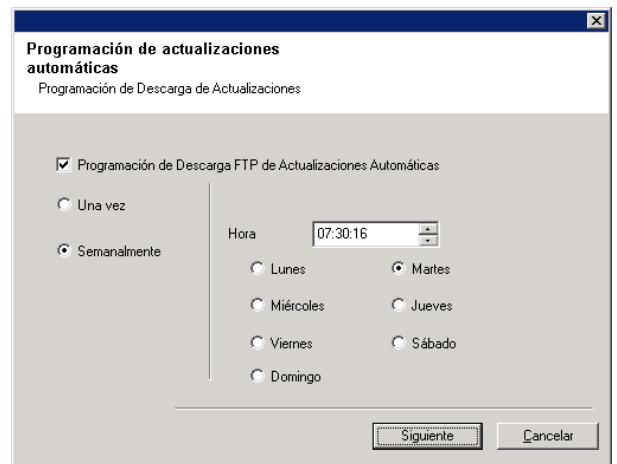 Programación de actualizaciones
automáticas
Programación de Descarga de Actualizaciones
Programación de Descarga FTP de Actualizaciones Automáticas
Una vez
Semanalmente
Hora 07:30:16
Lunes Martes
Miércoles Jueves
Viernes Sábado
Domingo
Siguiente Cancelar